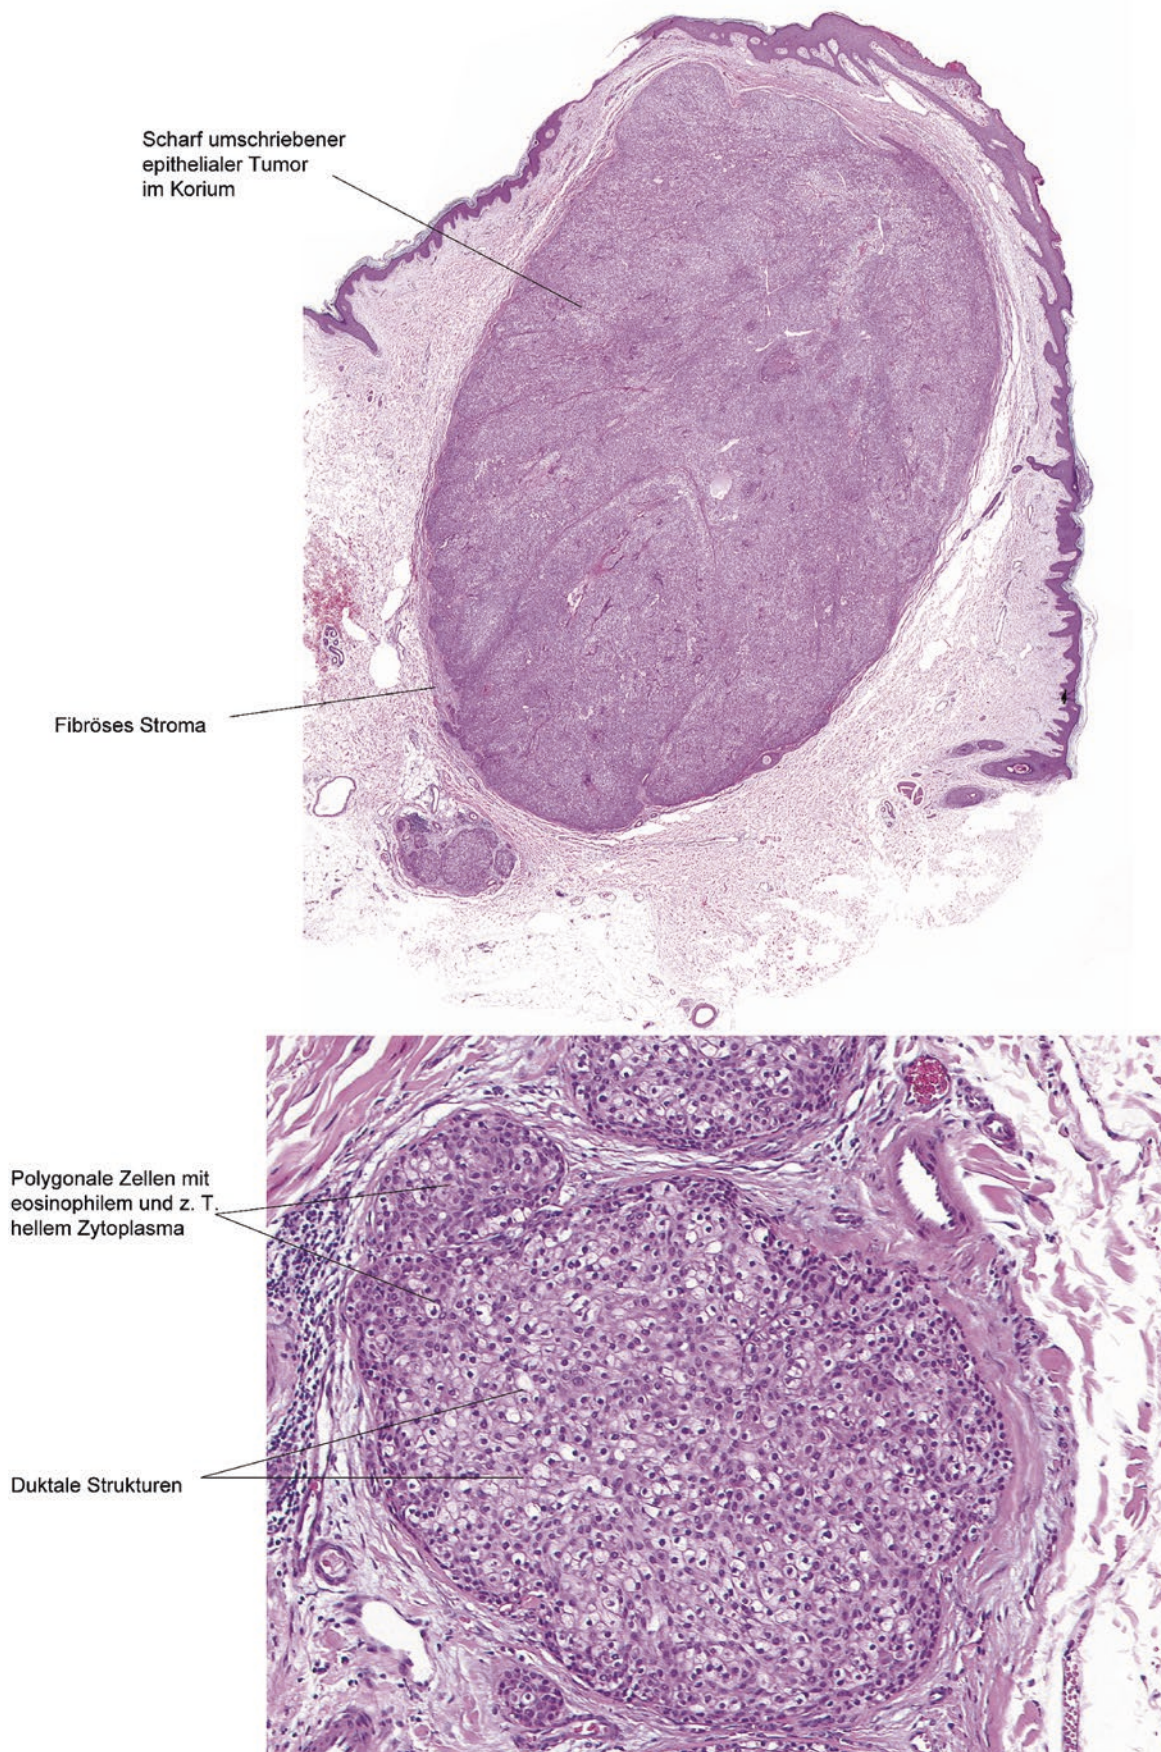 Scharf umschriebener
epithelialer Tumor
im Korium
Fibröses Stroma
Polygonale Zellen mit
eosinophilem und z. T.
hellem Zytoplasma
Duktale Strukturen